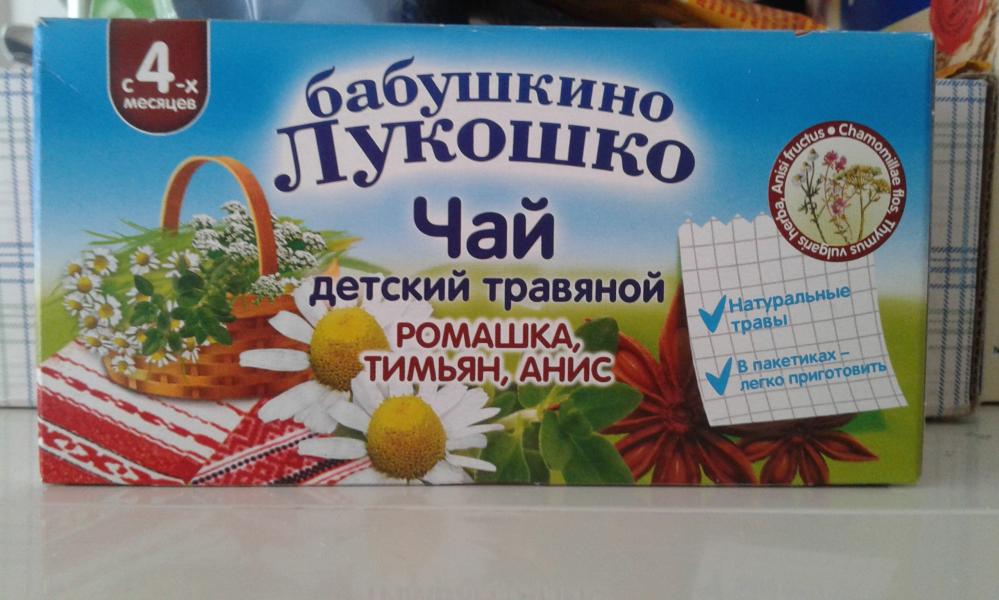 с 4-х
месяцев
бабушкино
Лукошко
Чай
детский травяной
РОМАШКА,
ТИМЬЯН, АНИС
Chamomillae flos, Thymus vulgaris herba, Anisi fructus •
Натуральные
травы
В пакетиках –
легко приготовить